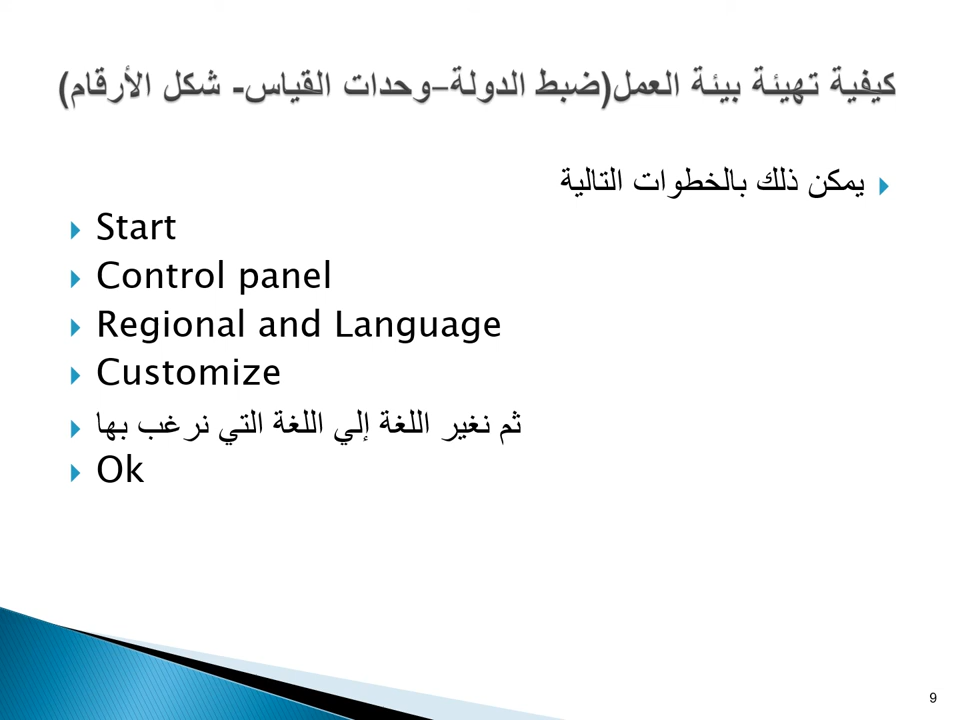 كيفية تهيئة بيئة العمل(ضبط الدولة-وحدات القياس- شكل الأرقام)
يمكن ذلك بالخطوات التالية
Start
Control panel
Regional and Language
Customize
ثم نغير اللغة إلي اللغة التي نرغب بها
Ok
9